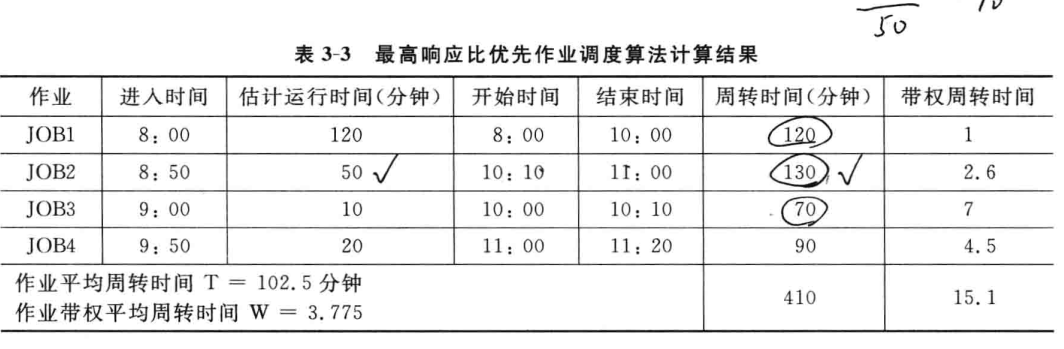 50
表 3-3 最高响应比优先作业调度算法计算结果
作业 进入时间 估计运行时间(分钟) 开始时间 结束时间 周转时间(分钟) 带权周转时间
JOB1 8:00 120 8:00 10:00 120 1
JOB2 8:50 50 ✓ 10:10 11:00 130 ✓ 2.6
JOB3 9:00 10 10:00 10:10 70 7
JOB4 9:50 20 11:00 11:20 90 4.5
作业平均周转时间 T = 102.5 分钟
作业带权平均周转时间 W = 3.775
410 15.1